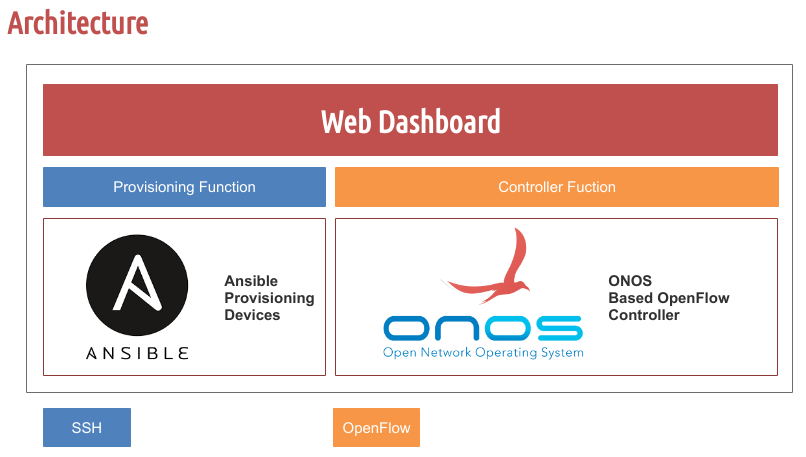 Architecture
Web Dashboard
Provisioning Function
Controller Fuction
Ansible
Provisioning
Devices
ANSIBLE
ONOS
Based OpenFlow
Controller
onos
Open Network Operating System
SSH
OpenFlow